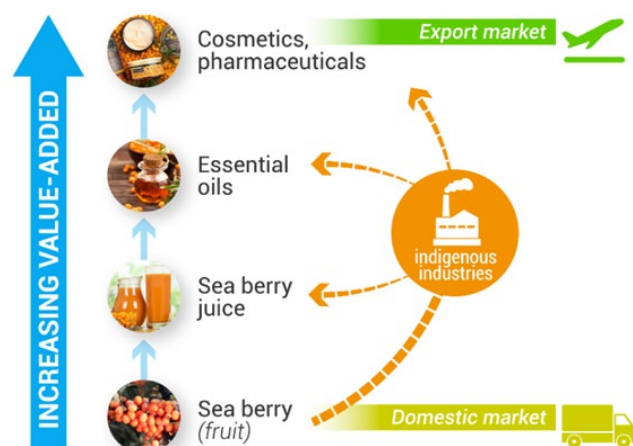 INCREASING VALUE-ADDED
Cosmetics,
pharmaceuticals
Export market
Essential
oils
indigenous
industries
Sea berry
juice
Sea berry
(fruit)
Domestic market